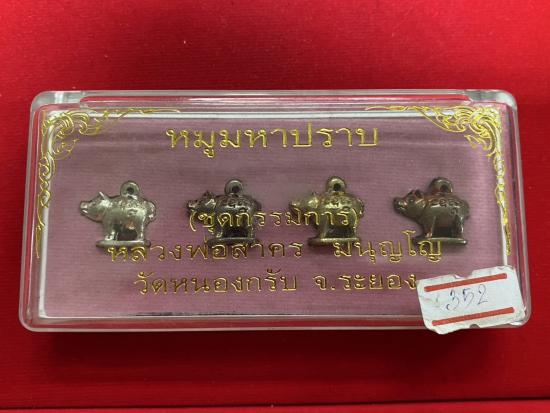 หมูมหาปราบ
(ชุดกรรมการ)
หลวงพ่อสาคร มนุญโญ
วัดหนองกรับ จ.ระยอง
352